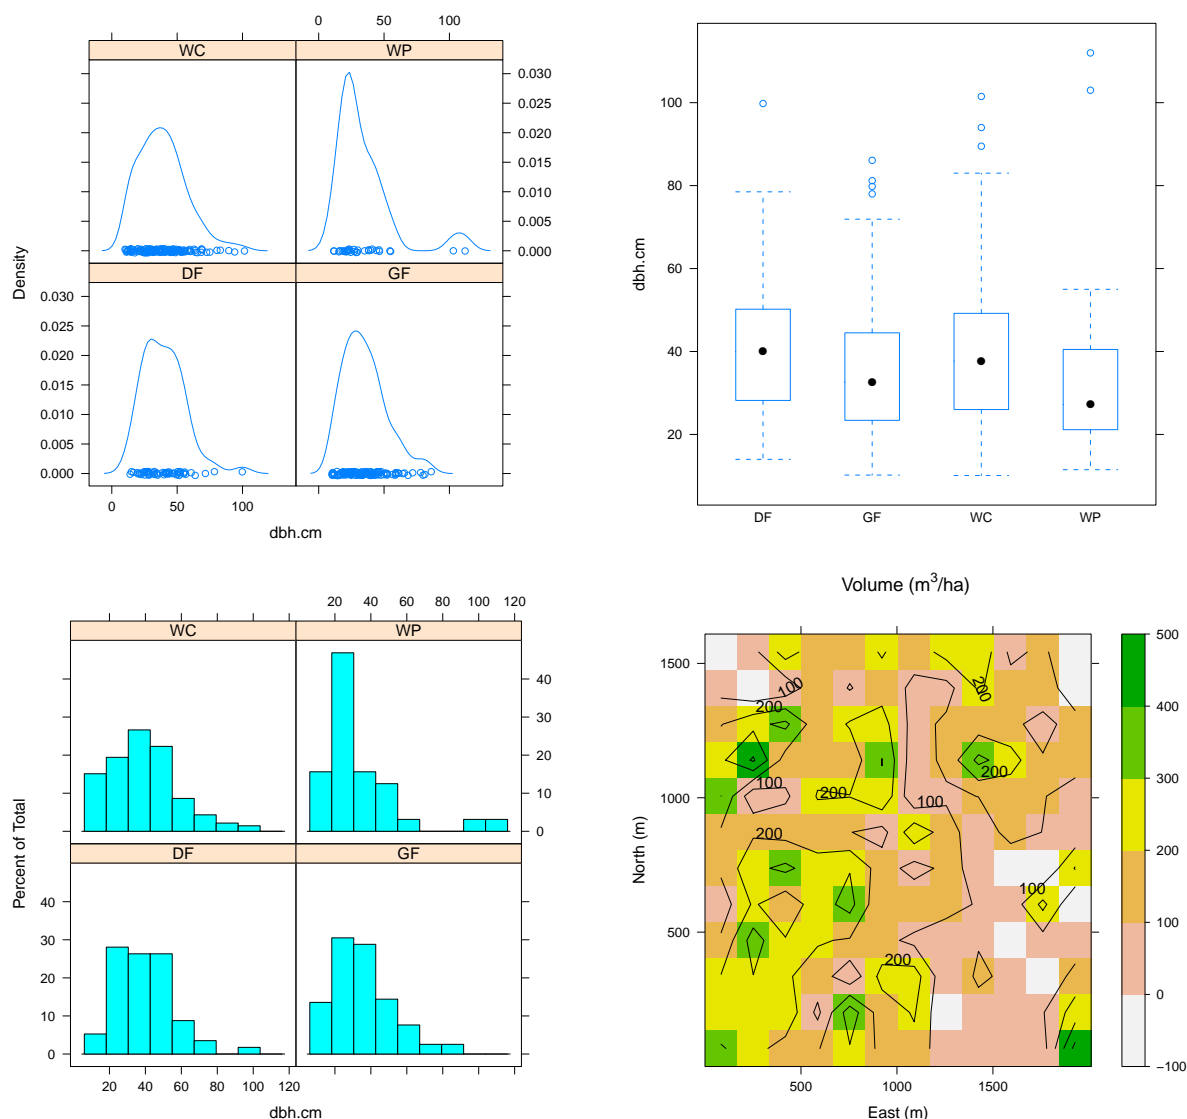 0 50 100
WC WP
0.030
0.025
0.020
0.015
0.010
0.005
0.000
DF GF
0.030
0.025
0.020
0.015
0.010
0.005
0.000
0 50 100
dbh.cm
Density
100
80
60
40
20
dbh.cm
DF GF WC WP
20 40 60 80 100 120
WC WP
40
30
20
10
0
DF GF
40
30
20
10
0
20 40 60 80 100 120
dbh.cm
Percent of Total
Volume (m3/ha)
1500
1000
500
North (m)
100
200
200
200
100
200
100
200
100
200
500 1000 1500
East (m)
500
400
300
200
100
0
−100